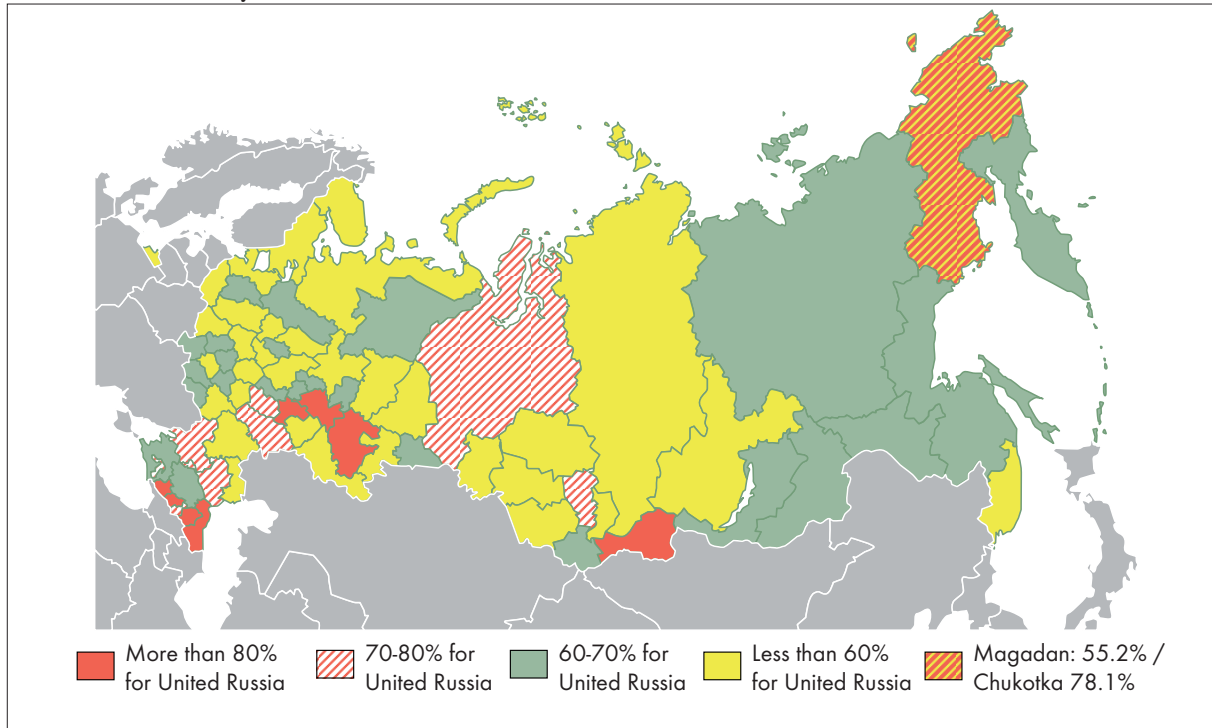 More than 80%
for United Russia
70-80% for
United Russia
60-70% for
United Russia
Less than 60%
for United Russia
Magadan: 55.2% /
Chukotka 78.1%